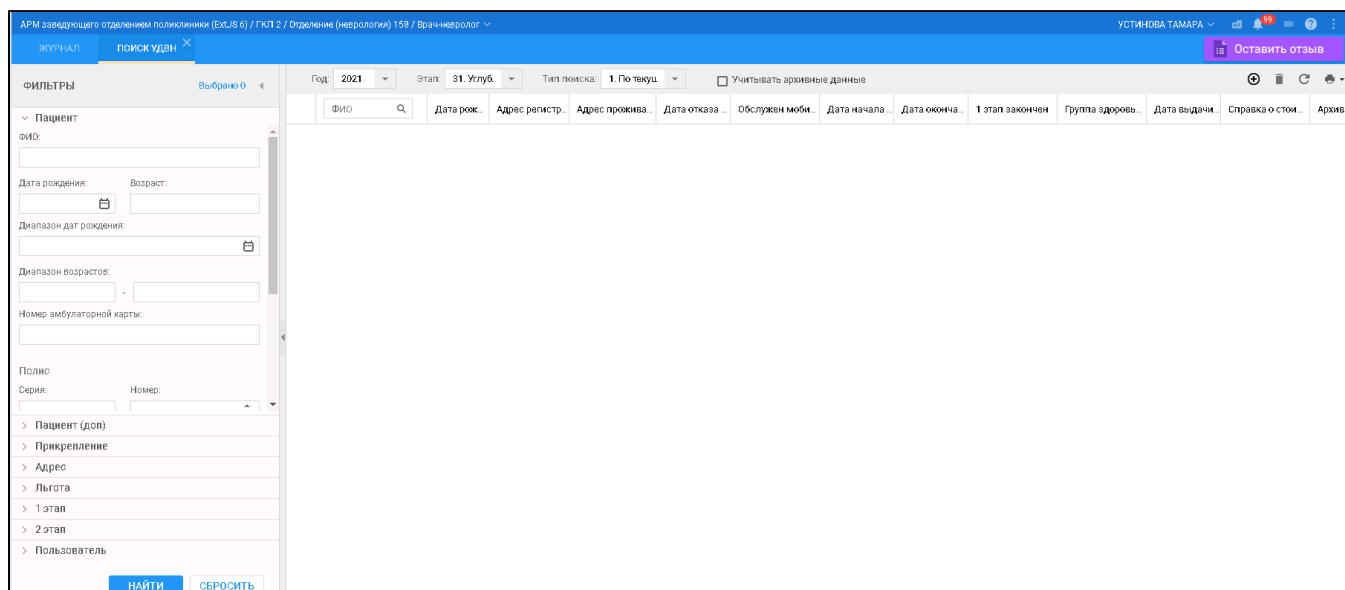 АРМ заведующего отделением поликлиники (ExtJS 6) / ГКП 2 / Отделение (неврология) 158 / Врач-невролог УСТИНОВА ТАМАРА 99
ЖУРНАЛ ПОИСК УДВН Оставить отзыв
ФИЛЬТРЫ Выбрано 0 Год: 2021 Этап: 31. Углуб. Тип поиска: 1. По текущ. Учитывать архивные данные
ФИО Дата рож... Адрес регистр... Адрес прожива... Дата отказа ... Обслужен моби... Дата начала ... Дата оконча... 1 этап закончен Группа здоровь... Дата выдачи... Справка о стои... Архив
Пациент
ФИО:
Дата рождения: Возраст:
Диапазон дат рождения:
Диапазон возрастов:
-
Номер амбулаторной карты:
Полис
Серия: Номер:
Пациент (доп)
Прикрепление
Адрес
Льгота
1 этап
2 этап
Пользователь
НАЙТИ СБРОСИТЬ